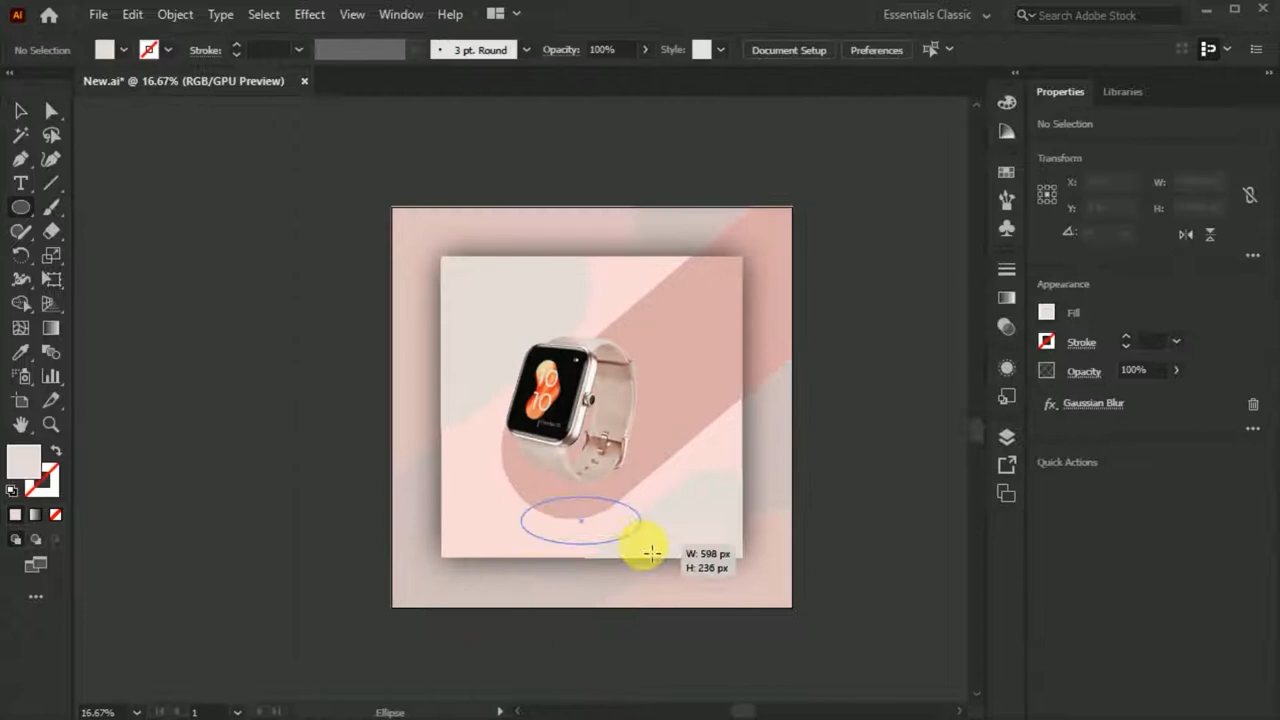 Ai File Edit Object Type Select Effect View Window Help Essentials Classic Search Adobe Stock
No Selection Stroke: 3 pt. Round Opacity: 100% Style: Document Setup Preferences
New.ai* @ 16.67% (RGB/GPU Preview) Properties Libraries
No Selection
Transform
X: W:
Y: H:
Appearance
Fill
Stroke
Opacity 100%
fx Gaussian Blur
Quick Actions
10
10
W: 598 px
H: 236 px
16.67% 1 Ellipse